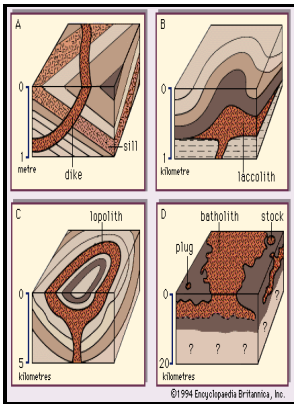 A
0
1
metre
dike
sill
B
0
1
kilometre
laccolith
C
lopolith
0
5
kilometres
D
batholith
stock
plug
0
20
kilometres
? ? ? ?
?
?
©1994 Encyclopaedia Britannica, Inc.